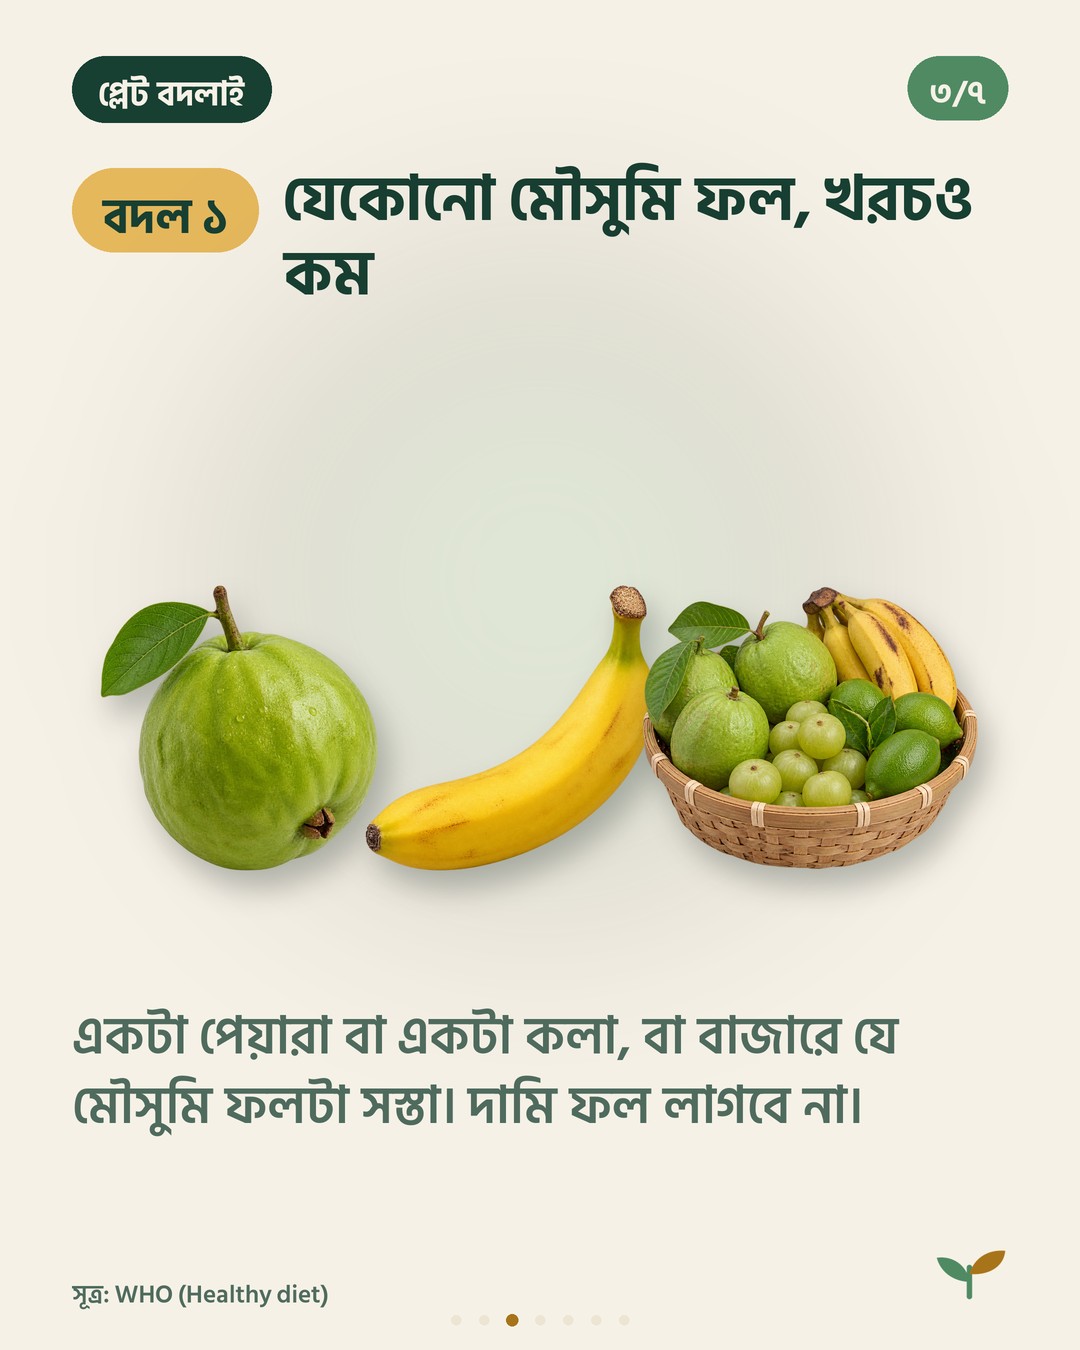 প্লেট বদলাই
৩/৭
বদল ১
যেকোনো মৌসুমি ফল, খরচও
কম
একটা পেয়ারা বা একটা কলা, বা বাজারে যে
মৌসুমি ফলটা সস্তা। দামি ফল লাগবে না।
সূত্র: WHO (Healthy diet)